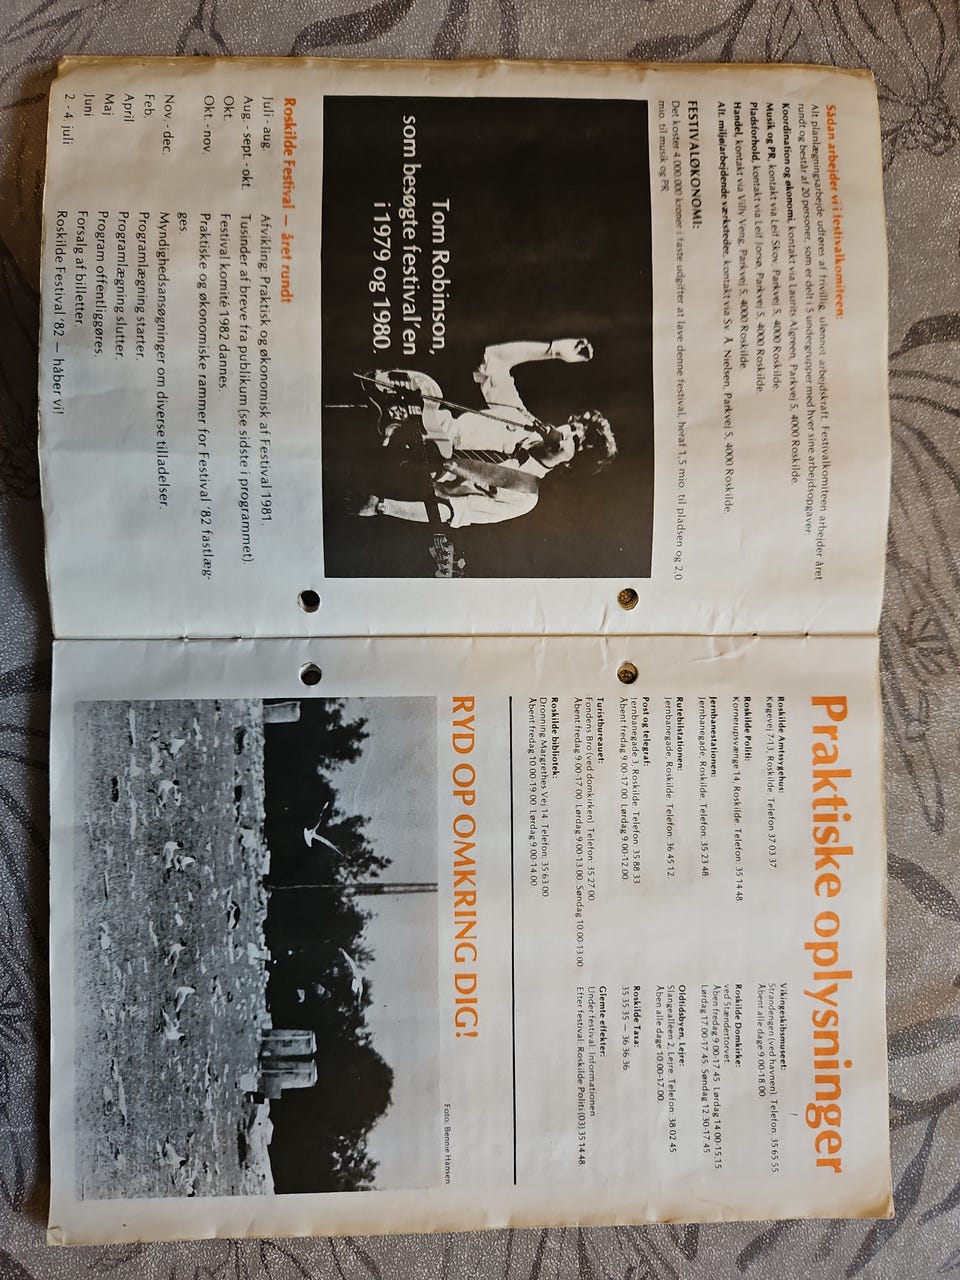 Sådan arbejder vi i festivalkomiteen:
Alt planlægningsarbejde udføres af frivillig, ulønnet arbejdskraft. Festivalkomiteen arbejder året
rundt og består af 20 personer, som er delt i 5 undergrupper med hver sine arbejdsopgaver:
Koordination og økonomi, kontakt via Laurits Algreen, Parkvej 5, 4000 Roskilde.
Musik og PR, kontakt via Leif Skov, Parkvej 5, 4000 Roskilde.
Pladsforhold, kontakt via Leif Jorsø, Parkvej 5, 4000 Roskilde.
Handel, kontakt via Villy Veng, Parkvej 5, 4000 Roskilde.
Alt. miljø/arbejdende værksteder, kontakt via Sv. Å. Nielsen, Parkvej 5, 4000 Roskilde.
FESTIVALØKONOMI:
Det koster 4.000.000 kroner i faste udgifter at lave denne festival, heraf 1,5 mio. til pladsen og 2,0
mio. til musik og PR.
Tom Robinson,
som besøgte festival'en
i 1979 og 1980.
Roskilde Festival — året rundt
Juli - aug. Afvikling: Praktisk og økonomisk af Festival 1981.
Aug. - sept. - okt. Tusinder af breve fra publikum (se sidste i programmet).
Okt. Festival komité 1982 dannes.
Okt. - nov. Praktiske og økonomiske rammer for Festival '82 fastlæg-
ges.
Nov. - dec. Myndighedsansøgninger om diverse tilladelser.
Feb. Programlægning starter.
April Programlægning slutter.
Maj Program offentliggøres.
Juni Forsalg af billetter.
2. - 4. juli Roskilde Festival '82 — håber vi!
Praktiske oplysninger
Roskilde Amtssygehus:
Køgevej 7-13, Roskilde. Telefon 37 03 37.
Roskilde Politi:
Kornerupsvænge 14, Roskilde. Telefon: 35 14 48.
Jernbanestationen:
Jernbanegade, Roskilde. Telefon: 35 23 48.
Rutebilstationen:
Jernbanegade, Roskilde. Telefon: 36 45 12.
Post og telegraf:
Jernbanegade 3, Roskilde. Telefon: 35 88 33
Åbent fredag 9.00-17.00. Lørdag 9.00-12.00.
Turistbureauet:
Fondens Bro (ved domkirken). Telefon: 35 27 00
Åbent fredag 9.00-17.00. Lørdag 9.00-13.00. Søndag 10.00-13.00
Roskilde bibliotek:
Dronning Margrethes Vej 14. Telefon: 35 63 00
Åbent fredag 10.00-19.00. Lørdag 9.00-14.00.
Vikingeskibsmuseet:
Strandengen (ved havnen). Telefon: 35 65 55.
Åbent alle dage 9.00-18.00.
Roskilde Domkirke:
ved Stændertorvet.
Åben fredag 9.00-17.45. Lørdag 14.00-15.15.
Lørdag 17.00-17.45. Søndag 12.30-17.45.
Oldtidsbyen, Lejre:
Slangealléen 2, Lejre. Telefon: 38 02 45
Åben alle dage 10.00-17.00.
Roskilde Taxa:
35 35 35 — 36 36 36
Glemte effekter:
Under festival: Informationen
Efter festival: Roskilde Politi (03) 35 14 48.
RYD OP OMKRING DIG!
Foto: Bennie Hansen